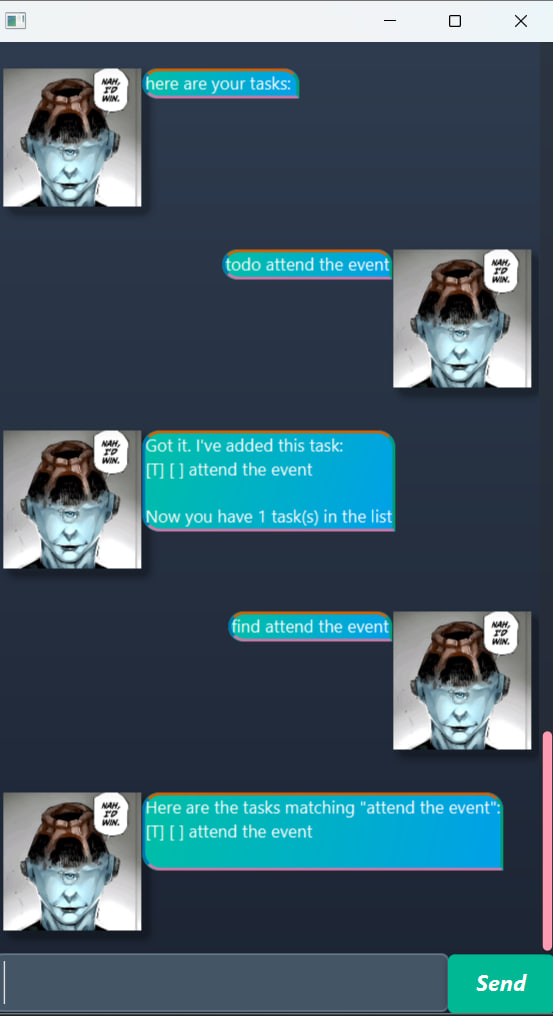 NAH,
I'D
WIN.
here are your tasks:
todo attend the event
NAH,
I'D
WIN.
NAH,
I'D
WIN.
Got it. I've added this task:
[T] [ ] attend the event
Now you have 1 task(s) in the list
find attend the event
NAH,
I'D
WIN.
NAH,
I'D
WIN.
Here are the tasks matching "attend the event":
[T] [ ] attend the event
Send